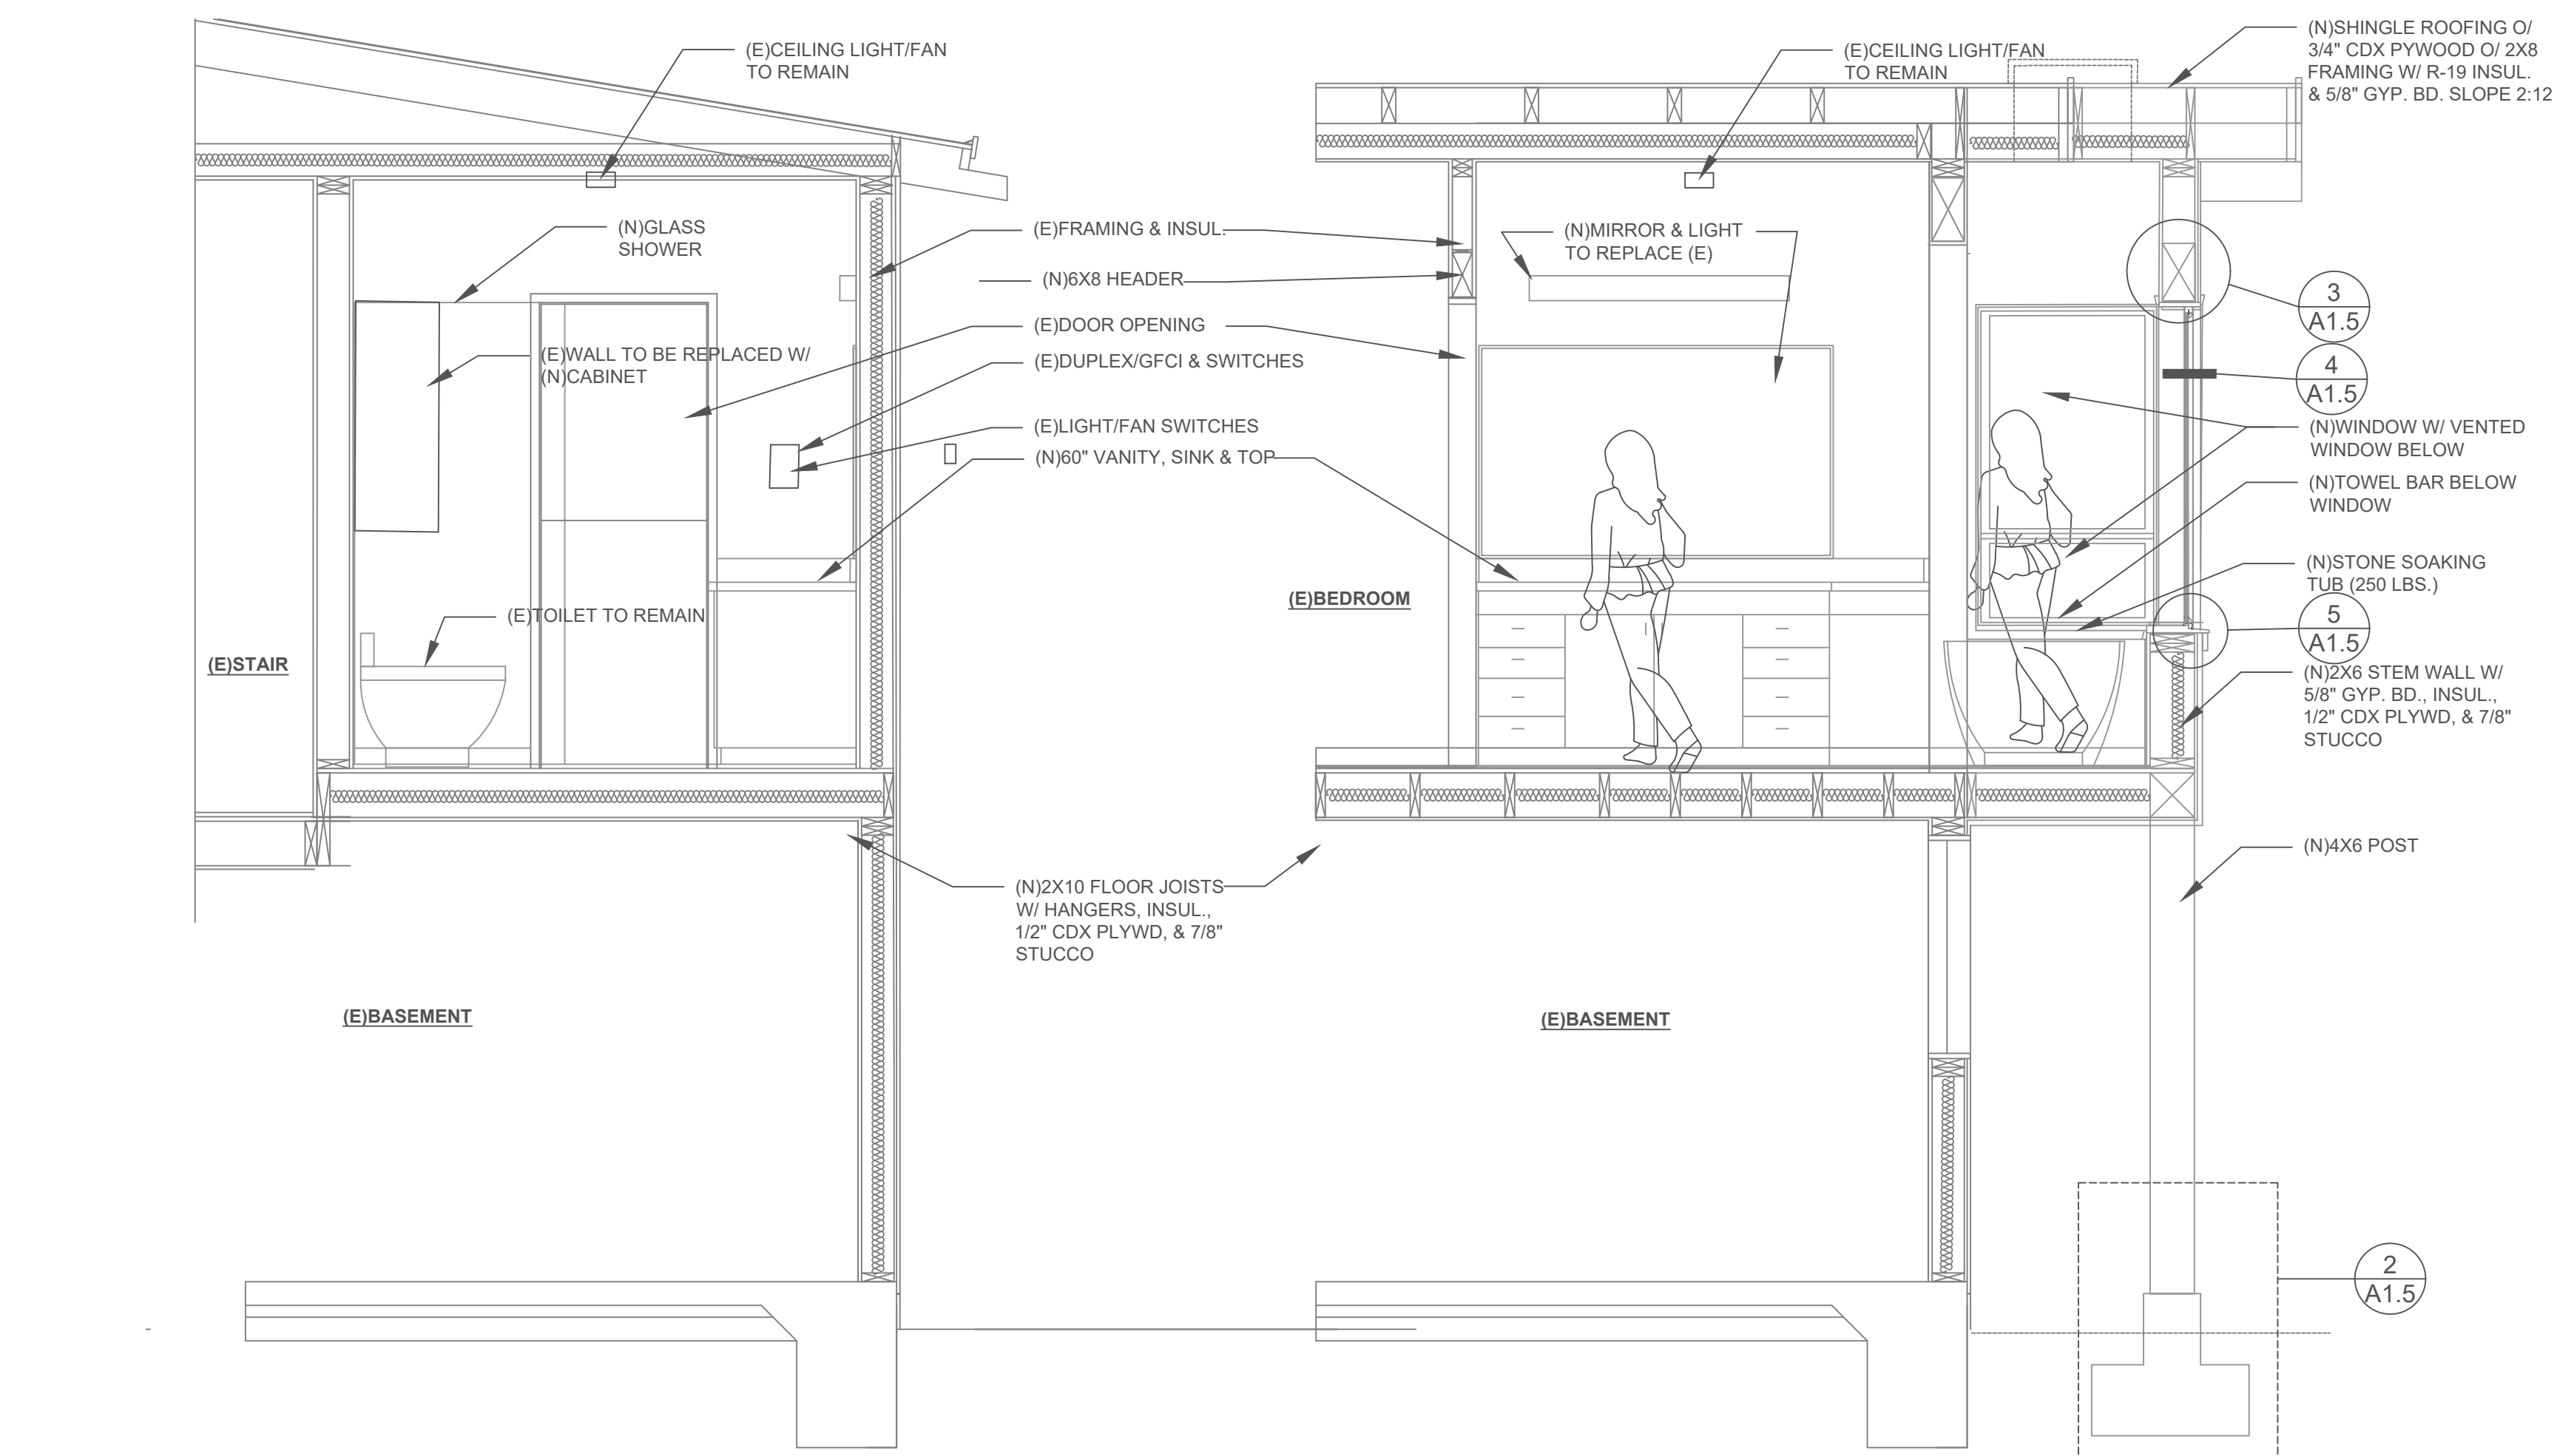 (E)CEILING LIGHT/FAN
TO REMAIN
(N)GLASS
SHOWER
(E)WALL TO BE REPLACED W/
(N)CABINET
(E)TOILET TO REMAIN
(E)STAIR
(E)BASEMENT
(E)FRAMING & INSUL.
(N)6X8 HEADER
(E)DOOR OPENING
(E)DUPLEX/GFCI & SWITCHES
(E)LIGHT/FAN SWITCHES
(N)60" VANITY, SINK & TOP
(N)2X10 FLOOR JOISTS
W/ HANGERS, INSUL.,
1/2" CDX PLYWD, & 7/8"
STUCCO
(E)CEILING LIGHT/FAN
TO REMAIN
(N)MIRROR & LIGHT
TO REPLACE (E)
(E)BEDROOM
(E)BASEMENT
(N)SHINGLE ROOFING O/
3/4" CDX PYWOOD O/ 2X8
FRAMING W/ R-19 INSUL.
& 5/8" GYP. BD. SLOPE 2:12
3
A1.5
4
A1.5
(N)WINDOW W/ VENTED
WINDOW BELOW
(N)TOWEL BAR BELOW
WINDOW
(N)STONE SOAKING
TUB (250 LBS.)
5
A1.5
(N)2X6 STEM WALL W/
5/8" GYP. BD., INSUL.,
1/2" CDX PLYWD, & 7/8"
STUCCO
(N)4X6 POST
2
A1.5